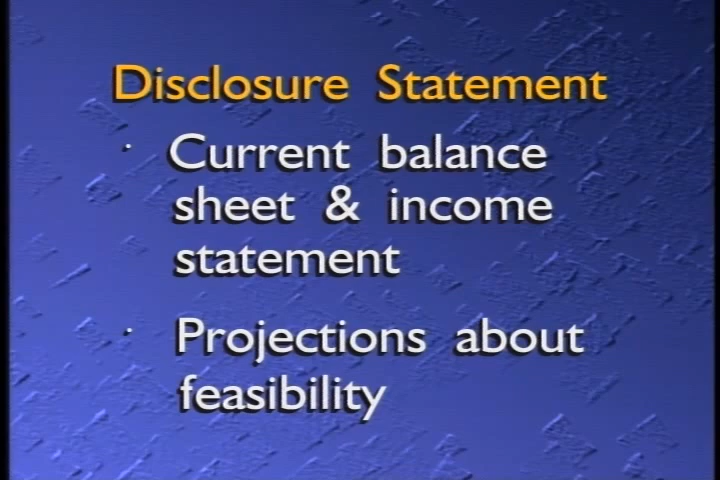 Disclosure Statement
· Current balance
sheet & income
statement
· Projections about
feasibility